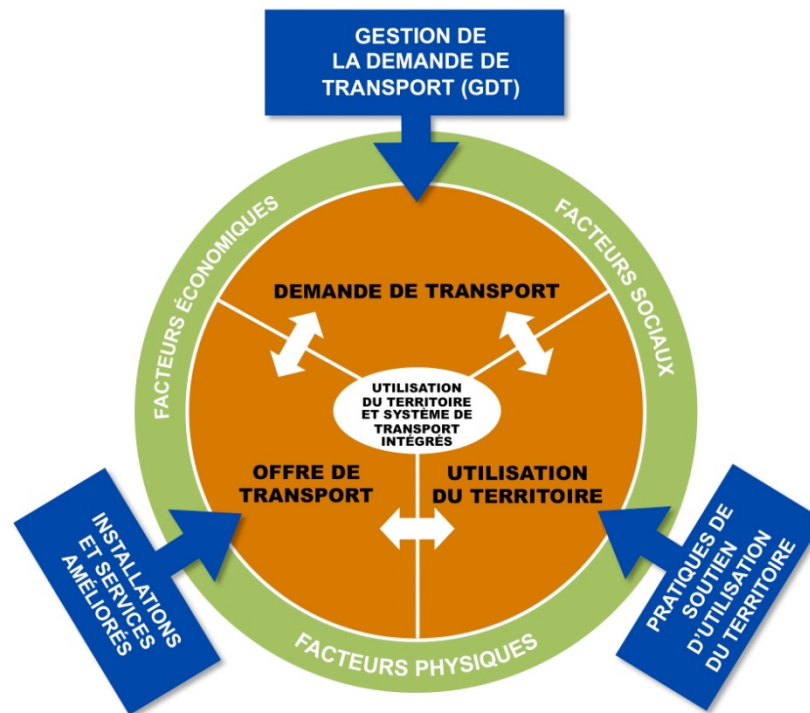 GESTION DE
LA DEMANDE DE
TRANSPORT (GDT)
FACTEURS ÉCONOMIQUES
FACTEURS SOCIAUX
DEMANDE DE TRANSPORT
UTILISATION
DU TERRITOIRE
ET SYSTÈME DE
TRANSPORT
INTÉGRÉS
OFFRE DE
TRANSPORT
UTILISATION
DU TERRITOIRE
INSTALLATIONS
ET SERVICES
AMÉLIORÉS
PRATIQUES DE
SOUTIEN
D'UTILISATION
DU TERRITOIRE
FACTEURS PHYSIQUES